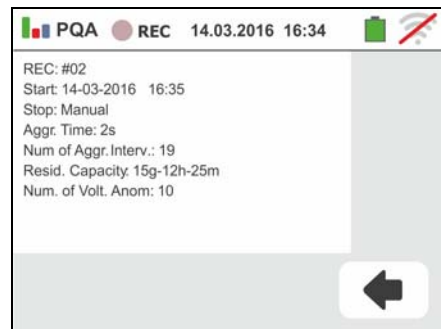 PQA REC 14.03.2016 16:34
REC: #02
Start: 14-03-2016 16:35
Stop: Manual
Aggr. Time: 2s
Num of Aggr. Interv.: 19
Resid. Capacity: 15g-12h-25m
Num. of Volt. Anom: 10